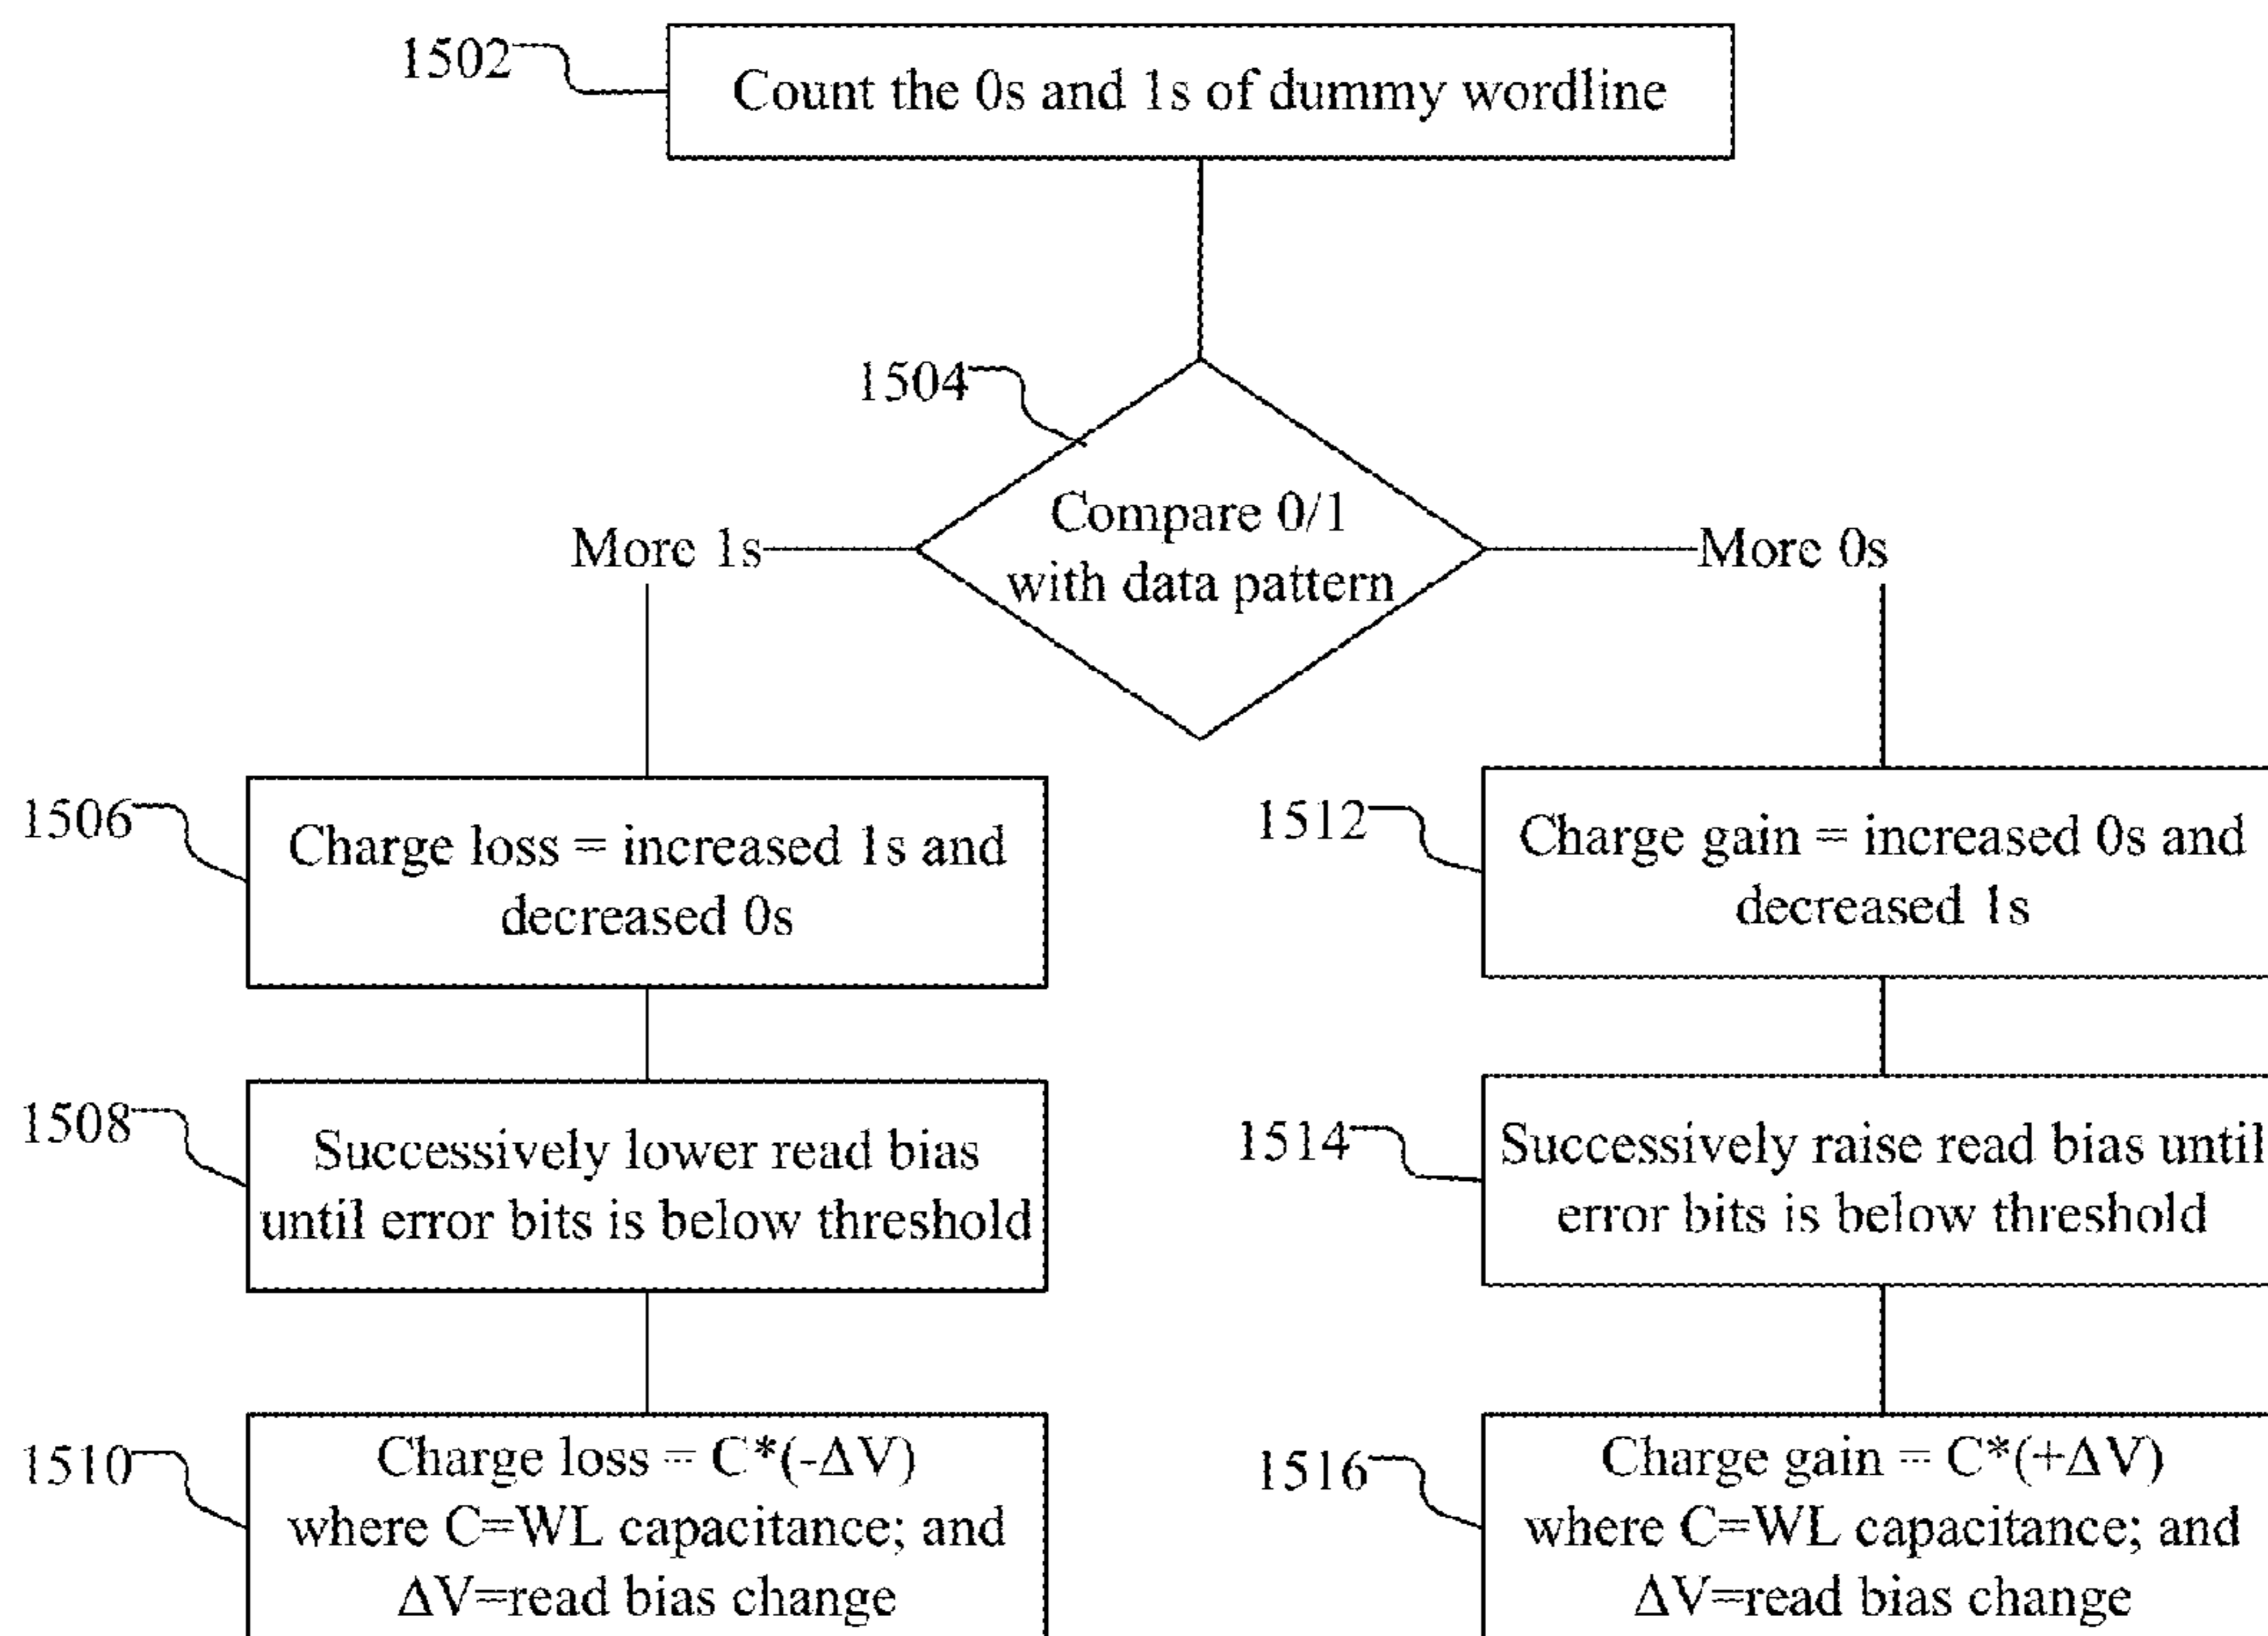 1502
Count the 0s and 1s of dummy wordline
1504
Compare 0/1
with data pattern
More 1s
More 0s
1506
Charge loss = increased 1s and
decreased 0s
1512
Charge gain = increased 0s and
decreased 1s
1508
Successively lower read bias
until error bits is below threshold
1514
Successively raise read bias until
error bits is below threshold
1510
Charge loss = C*(-ΔV)
where C=WL capacitance; and
ΔV=read bias change
1516
Charge gain = C*(+ΔV)
where C=WL capacitance; and
ΔV=read bias change